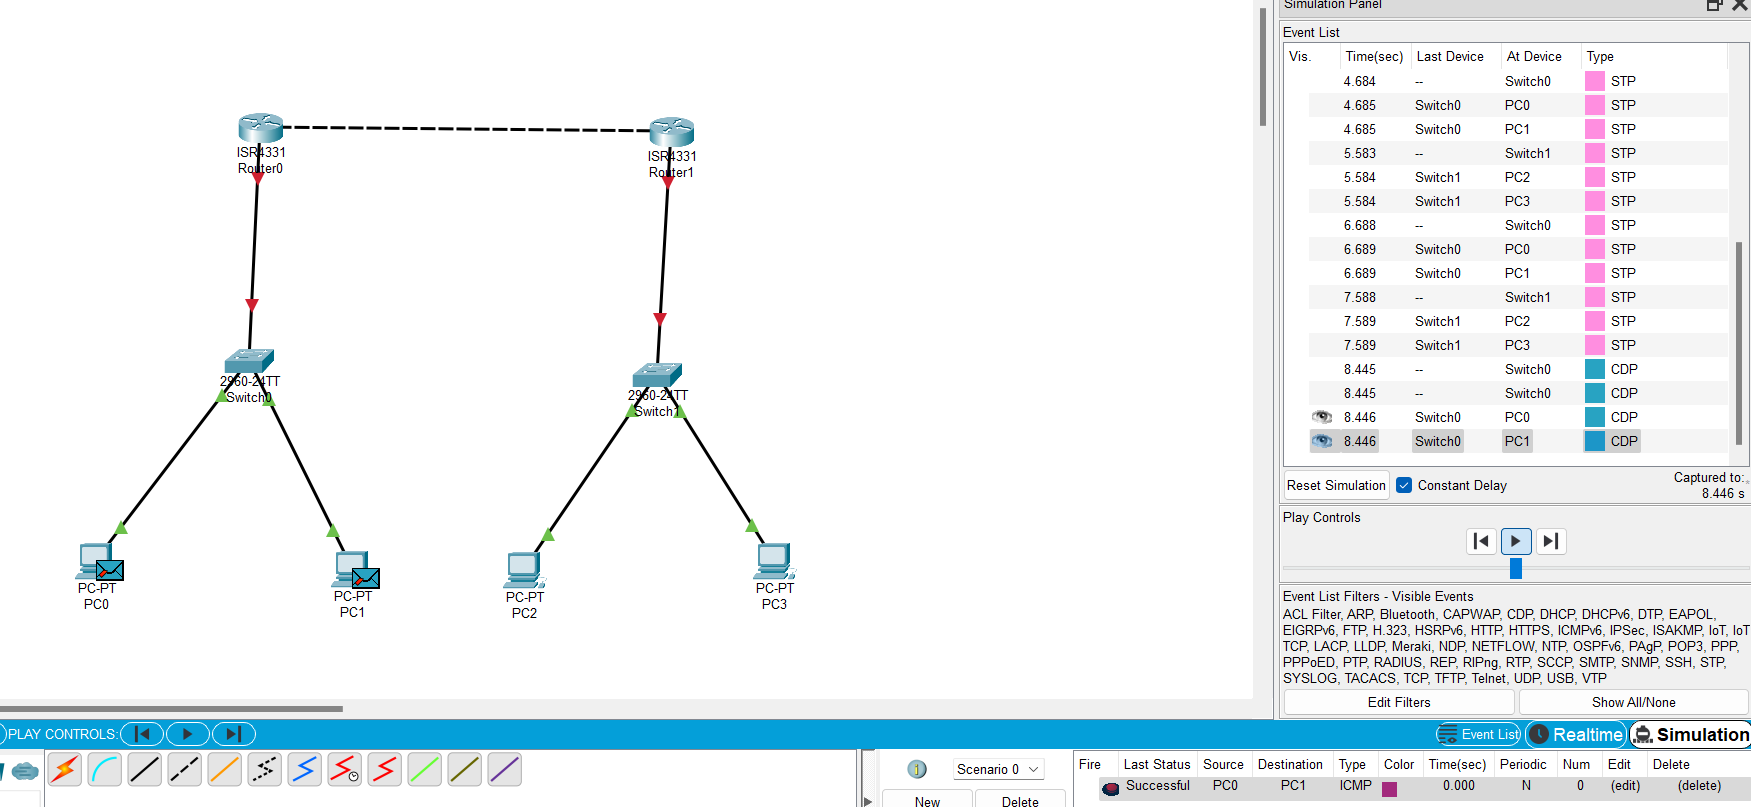 Simulation Panel
Event List
Vis. Time(sec) Last Device At Device Type
4.684 -- Switch0 STP
4.685 Switch0 PC0 STP
4.685 Switch0 PC1 STP
5.583 -- Switch1 STP
5.584 Switch1 PC2 STP
5.584 Switch1 PC3 STP
6.688 -- Switch0 STP
6.689 Switch0 PC0 STP
6.689 Switch0 PC1 STP
7.588 -- Switch1 STP
7.589 Switch1 PC2 STP
7.589 Switch1 PC3 STP
8.445 -- Switch0 CDP
8.445 -- Switch0 CDP
8.446 Switch0 PC0 CDP
8.446 Switch0 PC1 CDP
Reset Simulation Constant Delay Captured to:
8.446 s
Play Controls
Event List Filters - Visible Events
ACL Filter, ARP, Bluetooth, CAPWAP, CDP, DHCP, DHCPv6, DTP, EAPOL,
EIGRPv6, FTP, H.323, HSRPv6, HTTP, HTTPS, ICMPv6, IPSec, ISAKMP, IoT, IoT
TCP, LACP, LLDP, Meraki, NDP, NETFLOW, NTP, OSPFv6, PAgP, POP3, PPP,
PPPoED, PTP, RADIUS, REP, RIPng, RTP, SCCP, SMTP, SNMP, SSH, STP,
SYSLOG, TACACS, TCP, TFTP, Telnet, UDP, USB, VTP
Edit Filters Show All/None
ISR4331
Router0
ISR4331
Router1
2960-24TT
Switch0
2960-24TT
Switch1
PC-PT
PC0
PC-PT
PC1
PC-PT
PC2
PC-PT
PC3
PLAY CONTROLS:
Event List Realtime Simulation
1 Scenario 0
New Delete
Fire Last Status Source Destination Type Color Time(sec) Periodic Num Edit Delete
Successful PC0 PC1 ICMP 0.000 N 0 (edit) (delete)